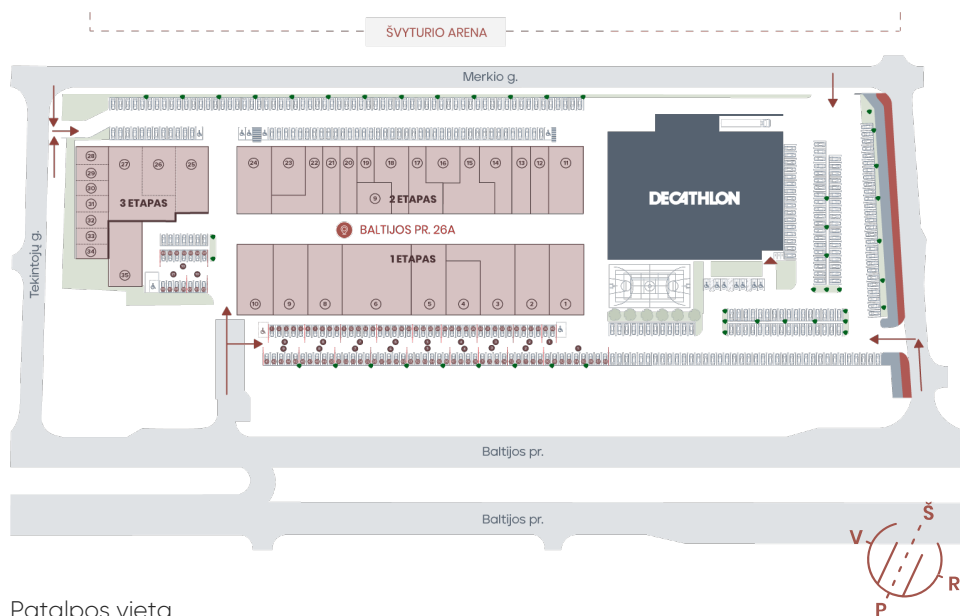 ŠVYTURIO ARENA
Merkio g.
Tekintojų g.
28
29
30
31
32
33
24
27
26
25
3 ETAPAS
25
24
23
22
21
20
19
18
17
16
15
14
13
12
11
9
2 ETAPAS
DECATHLON
BALTIJOS PR. 26A
1 ETAPAS
10
9
8
6
5
4
3
2
1
Baltijos pr.
Baltijos pr.
Š
V
R
P
Patalpos vieta